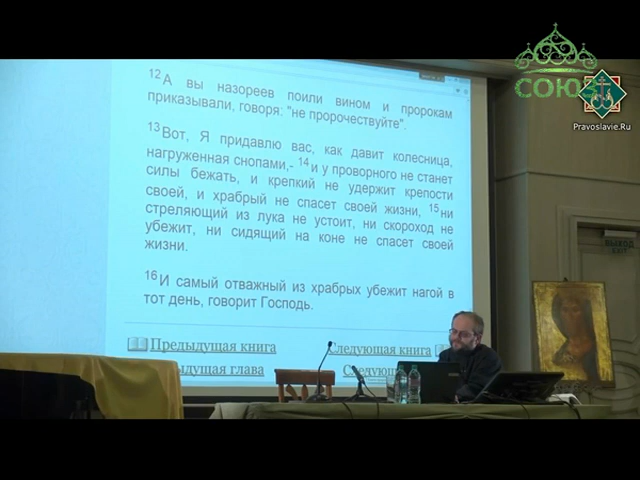 СОЮЗ
Pravoslavie.Ru
12А вы назореев поили вином и пророкам
приказывали, говоря: "не пророчествуйте".
13Вот, Я придавлю вас, как давит колесница,
нагруженная снопами,- 14и у проворного не станет
силы бежать, и крепкий не удержит крепости
своей, и храбрый не спасет своей жизни, 15ни
стреляющий из лука не устоит, ни скороход не
убежит, ни сидящий на коне не спасет своей
жизни.
16И самый отважный из храбрых убежит нагой в
тот день, говорит Господь.
Предыдущая книга Следующая книга
глава
ВЫХОД